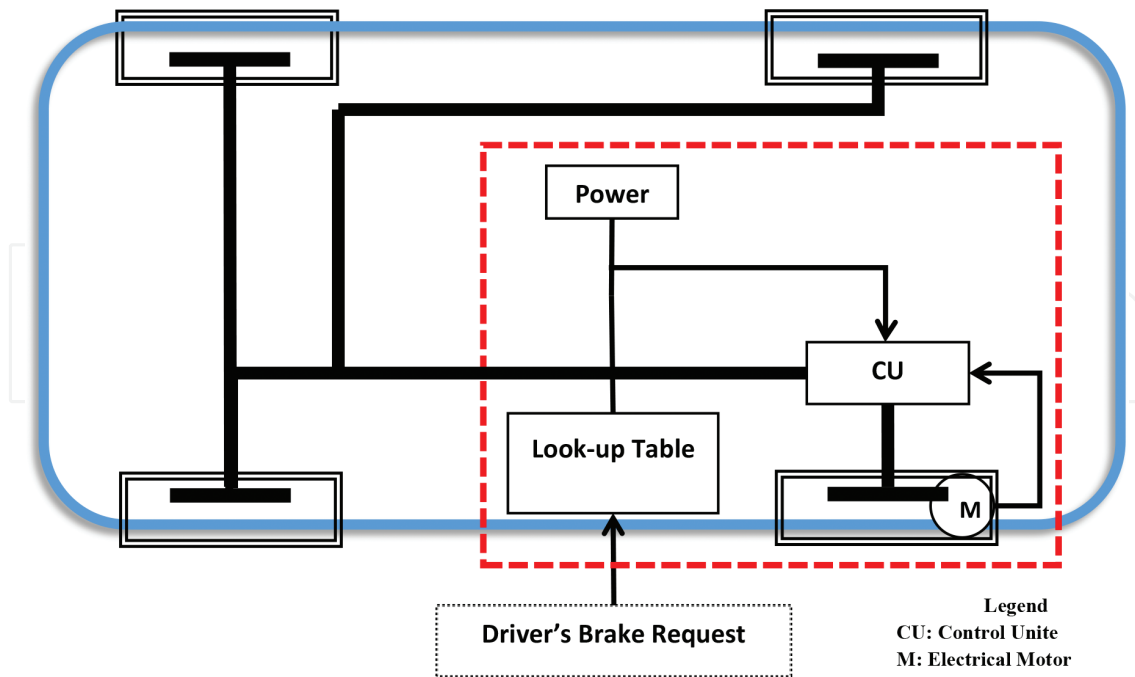 Power
CU
Look-up Table
M
Driver's Brake Request
Legend
CU: Control Unite
M: Electrical Motor